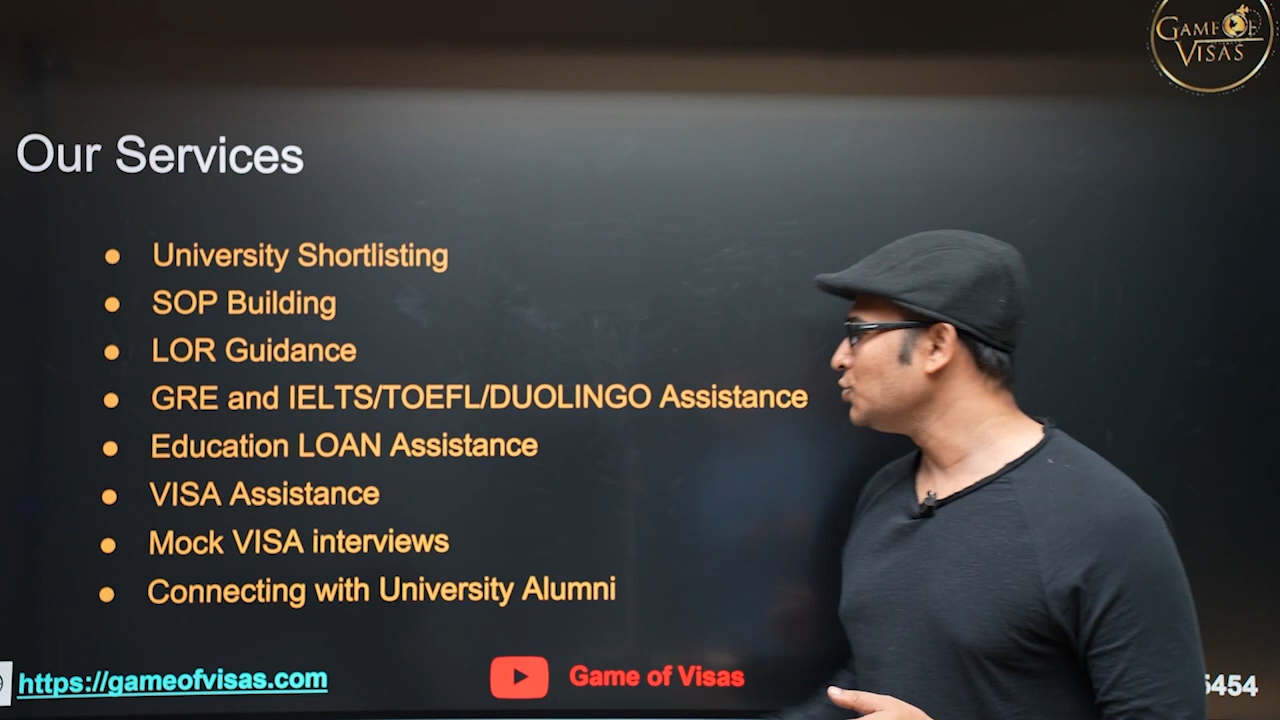 GAME OF
VISAS
Our Services
● University Shortlisting
● SOP Building
● LOR Guidance
● GRE and IELTS/TOEFL/DUOLINGO Assistance
● Education LOAN Assistance
● VISA Assistance
● Mock VISA interviews
● Connecting with University Alumni
https://gameofvisas.com
Game of Visas
5454